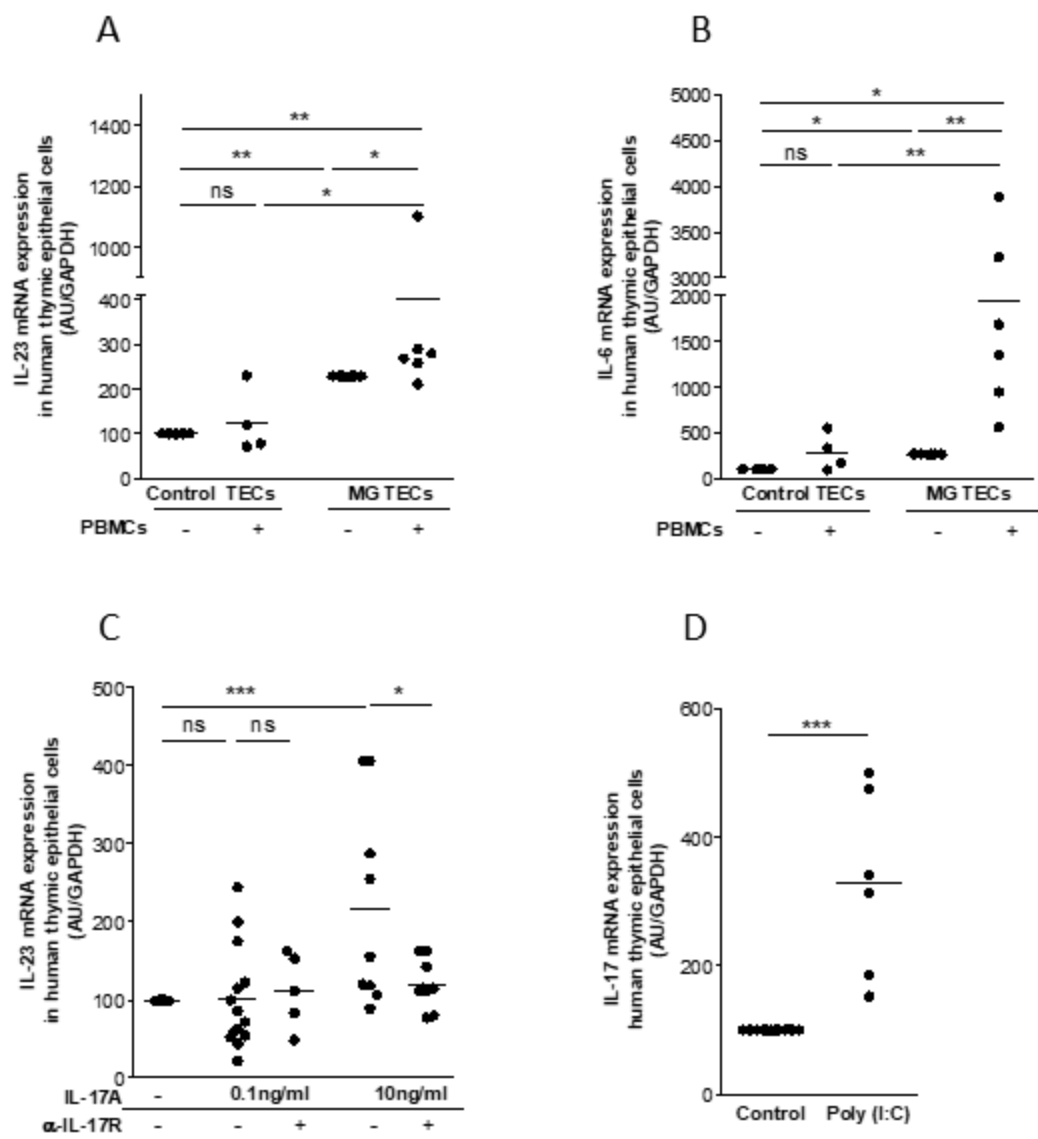 A
IL-23 mRNA expression
in human thymic epithelial cells
(AU/GAPDH)
1400
1200
1000
400
300
200
100
0
**
**
*
ns
*
Control TECs
MG TECs
PBMCs
-
+
-
+
B
IL-6 mRNA expression
in human thymic epithelial cells
(AU/GAPDH)
5000
4500
4000
3500
3000
2000
1500
1000
500
0
*
*
**
ns
**
Control TECs
MG TECs
PBMCs
-
+
-
+
C
IL-23 mRNA expression
in human thymic epithelial cells
(AU/GAPDH)
500
400
300
200
100
0
***
*
ns
ns
IL-17A
-
0.1ng/ml
10ng/ml
α-IL-17R
-
-
+
-
+
D
IL-17 mRNA expression
human thymic epithelial cells
(AU/GAPDH)
600
400
200
0
***
Control
Poly (I:C)